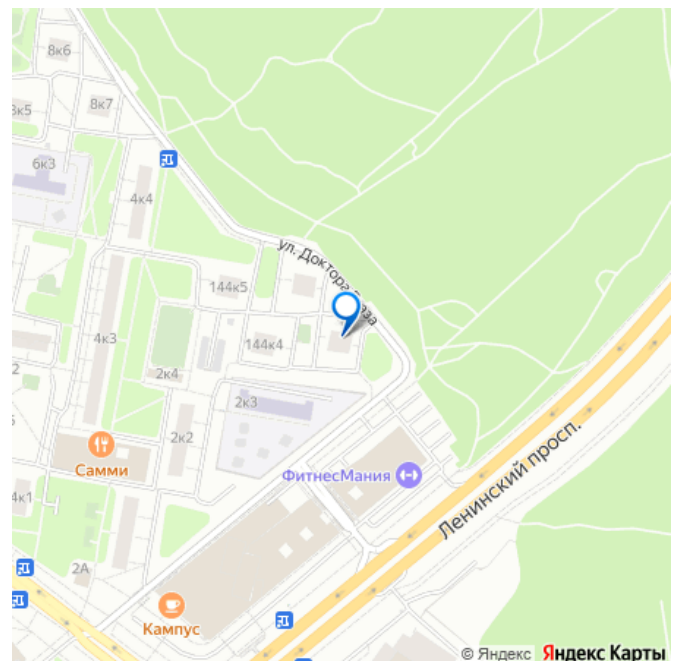 8к6
8к7
8к5
6к3
4к4
ул. Доктора
144к5
4к3
144к4
2к4
2к3
2к2
Самми
ФитнесМания
Ленинский просп.
4к1
2А
Кампус
© Яндекс Яндекс Карты